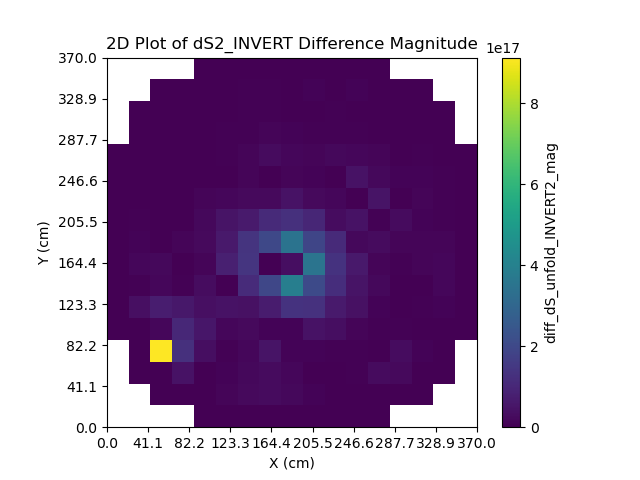 2D Plot of dS2_INVERT Difference Magnitude
1e17
370.0
328.9
287.7
246.6
205.5
164.4
123.3
82.2
41.1
0.0
Y (cm)
0.0 41.1 82.2 123.3 164.4 205.5 246.6 287.7 328.9 370.0
X (cm)
8
6
4
2
0
diff_dS_unfold_INVERT2_mag